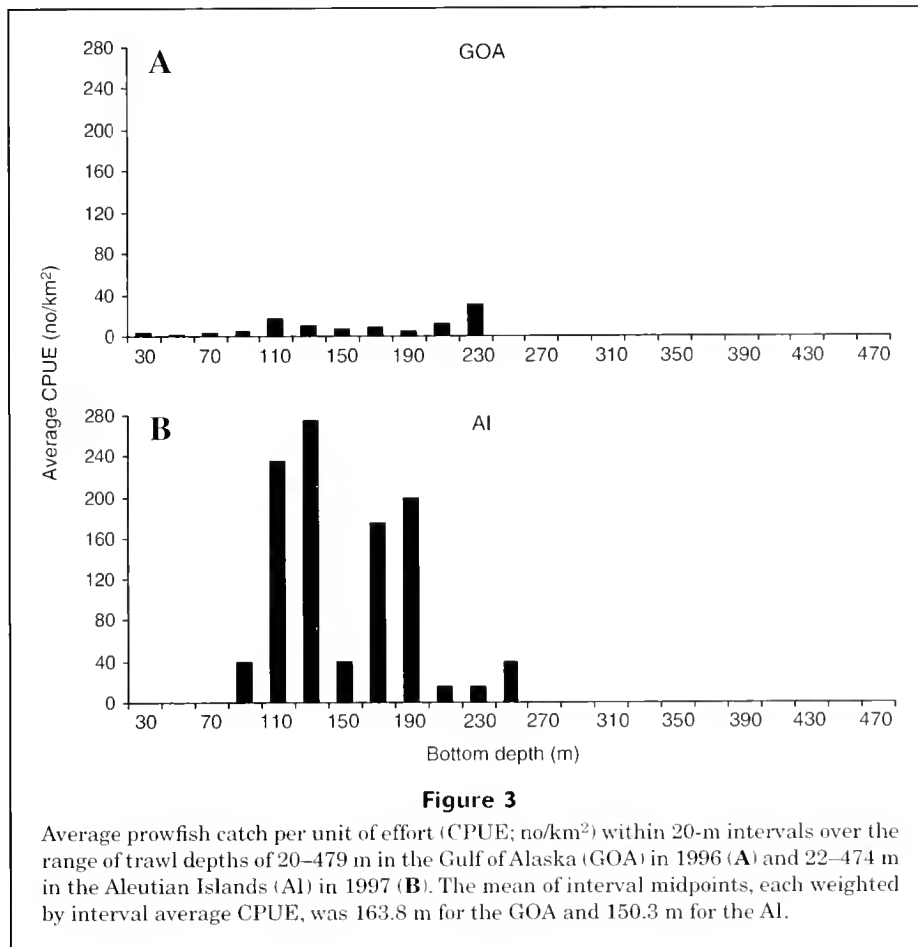 A
GOA
280
240
200
160
120
80
40
0
30 70 110 150 190 230 270 310 350 390 430 470
Average CPUE (no/km²)
B
AI
280
240
200
160
120
80
40
0
30 70 110 150 190 230 270 310 350 390 430 470
Bottom depth (m)
Figure 3
Average prowfish catch per unit of effort (CPUE; no/km²) within 20-m intervals over the
range of trawl depths of 20–479 m in the Gulf of Alaska (GOA) in 1996 (A) and 22–474 m
in the Aleutian Islands (AI) in 1997 (B). The mean of interval midpoints, each weighted
by interval average CPUE, was 163.8 m for the GOA and 150.3 m for the AI.